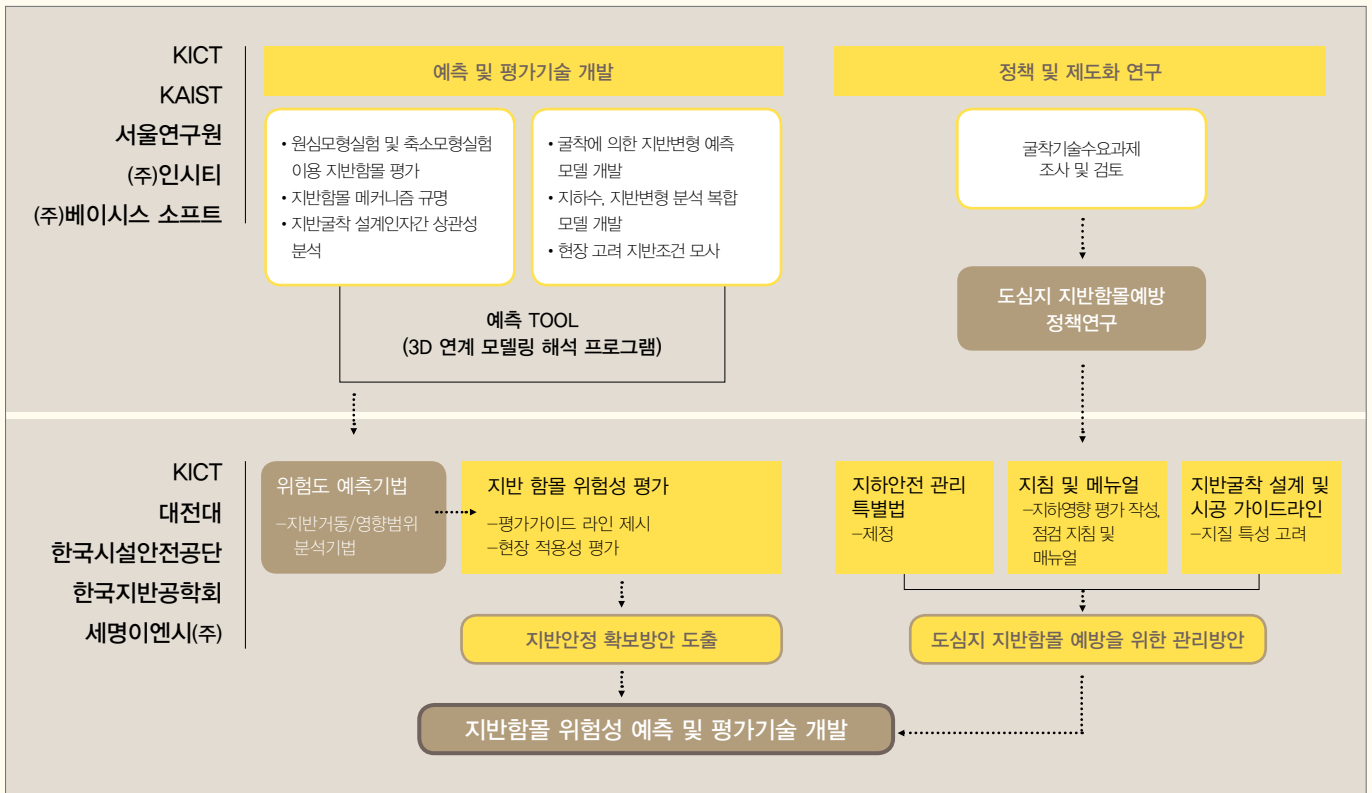 KICT
KAIST
서울연구원
(주)인시티
(주)베이시스 소프트
예측 및 평가기술 개발
• 원심모형실험 및 축소모형실험
이용 지반함몰 평가
• 지반함몰 메커니즘 규명
• 지반굴착 설계인자간 상관성
분석
• 굴착에 의한 지반변형 예측
모델 개발
• 지하수, 지반변형 분석 복합
모델 개발
• 현장 고려 지반조건 모사
예측 TOOL
(3D 연계 모델링 해석 프로그램)
정책 및 제도화 연구
굴착기술수요과제
조사 및 검토
도심지 지반함몰예방
정책연구
KICT
대전대
한국시설안전공단
한국지반공학회
세명이엔시(주)
위험도 예측기법
–지반거동/영향범위
분석기법
지반 함몰 위험성 평가
–평가가이드 라인 제시
–현장 적용성 평가
지하안전 관리
특별법
–제정
지침 및 메뉴얼
–지하영향 평가 작성,
점검 지침 및
매뉴얼
지반굴착 설계 및
시공 가이드라인
–지질 특성 고려
지반안정 확보방안 도출
도심지 지반함몰 예방을 위한 관리방안
지반함몰 위험성 예측 및 평가기술 개발